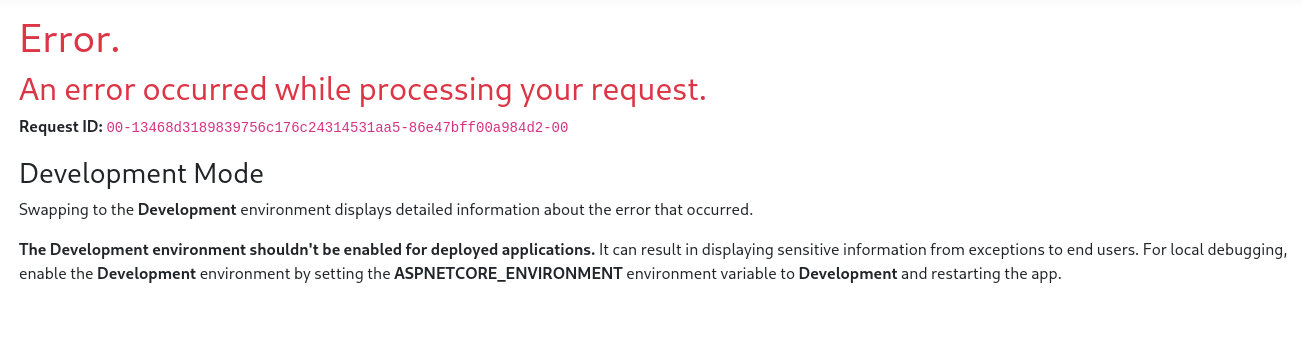 Error.
An error occurred while processing your request.
Request ID: 00-13468d3189839756c176c24314531aa5-86e47bff00a984d2-00
Development Mode
Swapping to the Development environment displays detailed information about the error that occurred.
The Development environment shouldn't be enabled for deployed applications. It can result in displaying sensitive information from exceptions to end users. For local debugging,
enable the Development environment by setting the ASPNETCORE_ENVIRONMENT environment variable to Development and restarting the app.